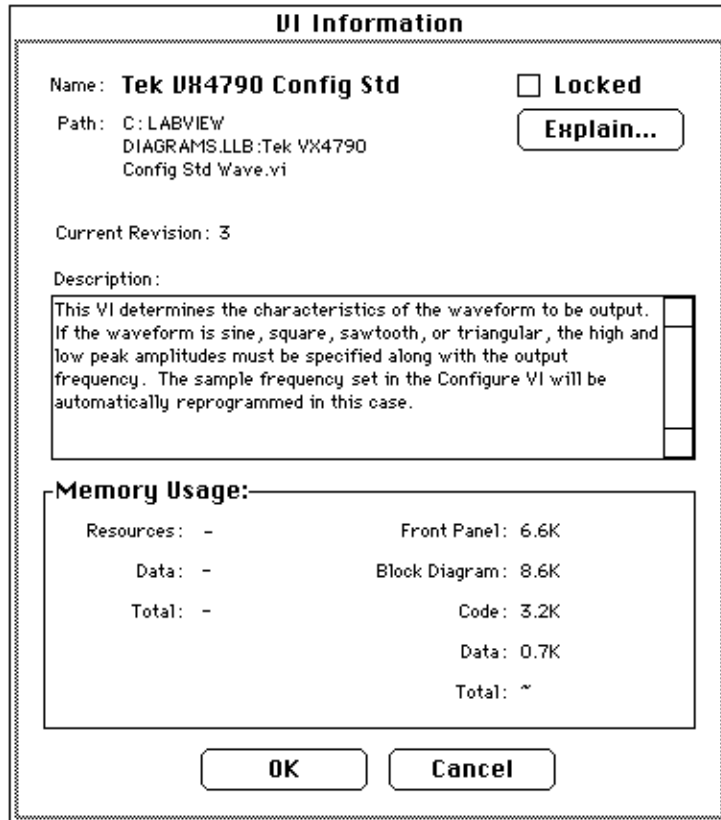 VI Information
Name: Tek VX4790 Config Std
Locked
Path: C:LABVIEW
DIAGRAMS.LLB:Tek VX4790
Config Std Wave.vi
Explain...
Current Revision: 3
Description:
This VI determines the characteristics of the waveform to be output.
If the waveform is sine, square, sawtooth, or triangular, the high and
low peak amplitudes must be specified along with the output
frequency. The sample frequency set in the Configure VI will be
automatically reprogrammed in this case.
Memory Usage:
Resources: - Front Panel: 6.6K
Data: - Block Diagram: 8.6K
Total: - Code: 3.2K
Data: 0.7K
Total: ~
OK Cancel